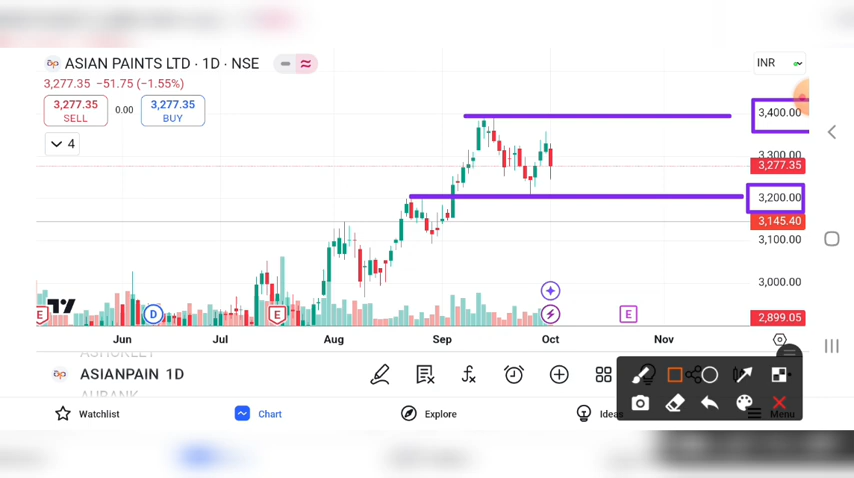 ASIAN PAINTS LTD · 1D · NSE
INR
3,277.35 −51.75 (−1.55%)
3,277.35
SELL
0.00
3,277.35
BUY
4
3,400.00
3,300.00
3,277.35
3,200.00
3,145.40
3,100.00
3,000.00
2,899.05
E
D
E
E
Jun
Jul
Aug
Sep
Oct
Nov
ASHOKLEY
ASIANPAIN 1D
AUBANK
Watchlist
Chart
Explore
Ideas
Menu